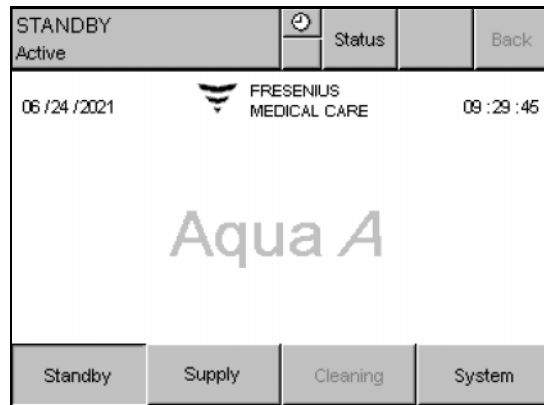 STANDBY
Active
Status
Back
06 /24 /2021
FRESENIUS
MEDICAL CARE
09 :29 :45
Aqua A
Standby
Supply
Cleaning
System